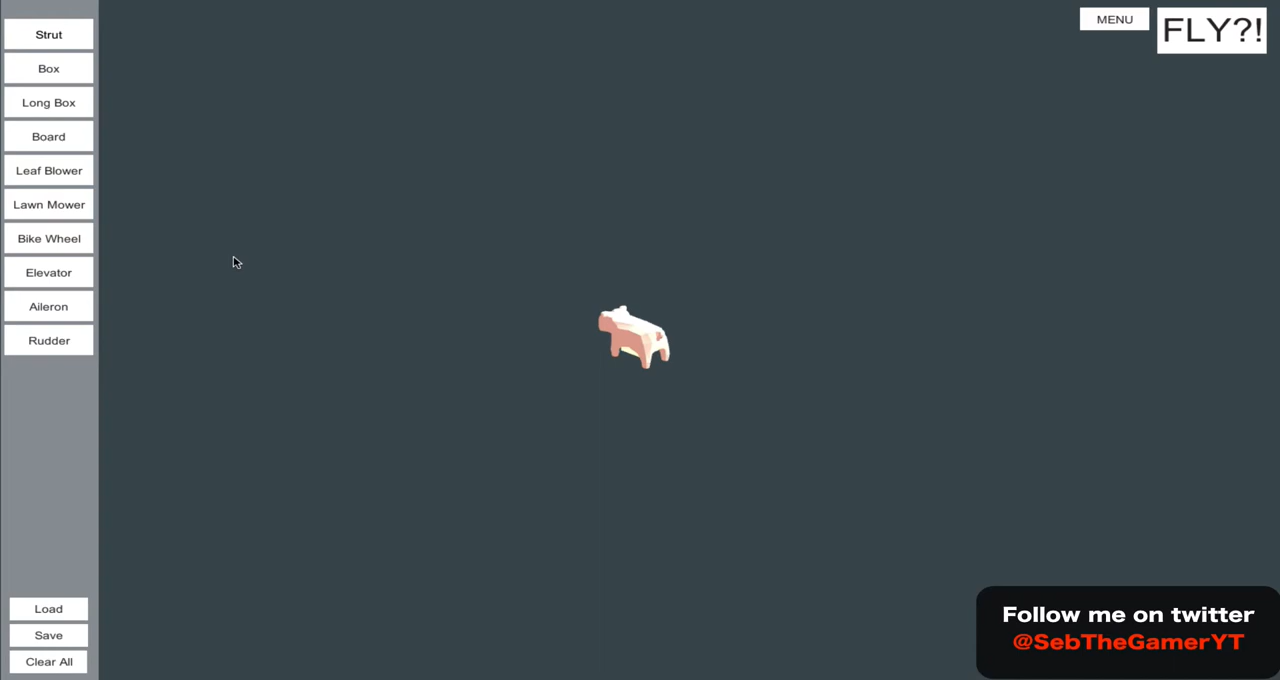 Strut
Box
Long Box
Board
Leaf Blower
Lawn Mower
Bike Wheel
Elevator
Aileron
Rudder
Load
Save
Clear All
MENU
FLY?!
Follow me on twitter
@SebTheGamerYT